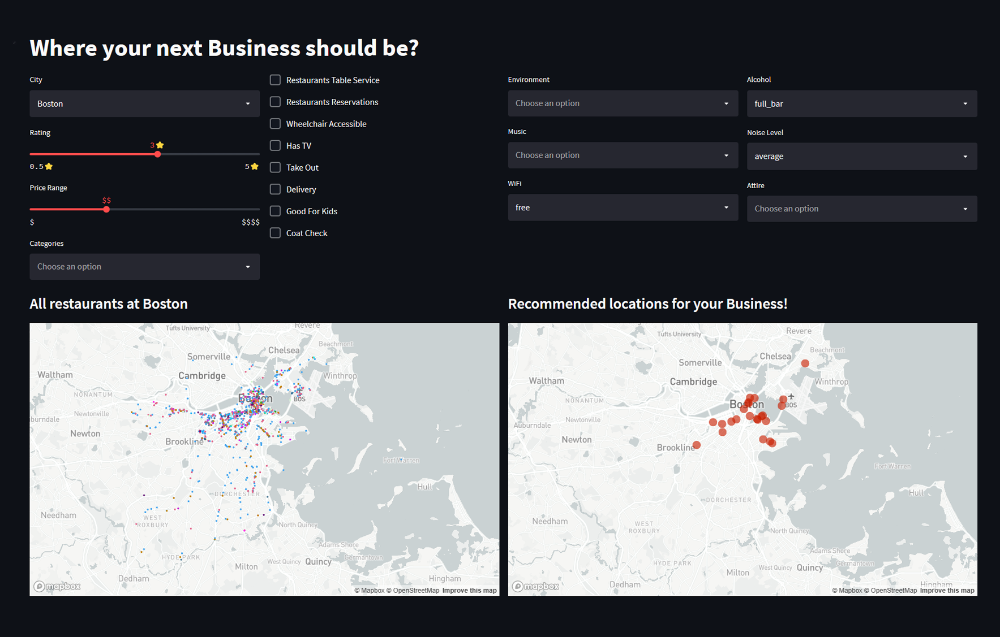 Where your next Business should be?
City
Boston
Rating
3
0.5
5
Price Range
$$
$
$$$$
Categories
Choose an option
Restaurants Table Service
Restaurants Reservations
Wheelchair Accessible
Has TV
Take Out
Delivery
Good For Kids
Coat Check
Environment
Choose an option
Music
Choose an option
WiFi
free
Alcohol
full_bar
Noise Level
average
Attire
Choose an option
All restaurants at Boston
Tufts University
Revere
Beachmont
Chelsea
Somerville
Waltham
Cambridge
Winthrop
NONANTUM
Boston
BOS
Newtonville
burndale
Newton
Brookline
Fort Warren
Hull
DORCHESTER
Needham
WEST
ROXBURY
North Quincy
Adams Shore
HYDE PARK
Germantown
Milton
West Quincy
Quincy
Dedham
Hingham
mapbox
© Mapbox © OpenStreetMap Improve this map
Recommended locations for your Business!
Tufts University
Revere
Beachmont
Chelsea
Somerville
Waltham
Cambridge
Winthrop
NONANTUM
Boston
BOS
Newtonville
Auburndale
Newton
Brookline
Fort Warren
Hull
DORCHESTER
Needham
WEST
ROXBURY
North Quincy
Adams Shore
HYDE PARK
Germantown
Milton
West Quincy
Quincy
Dedham
Hingham
mapbox
© Mapbox © OpenStreetMap Improve this map